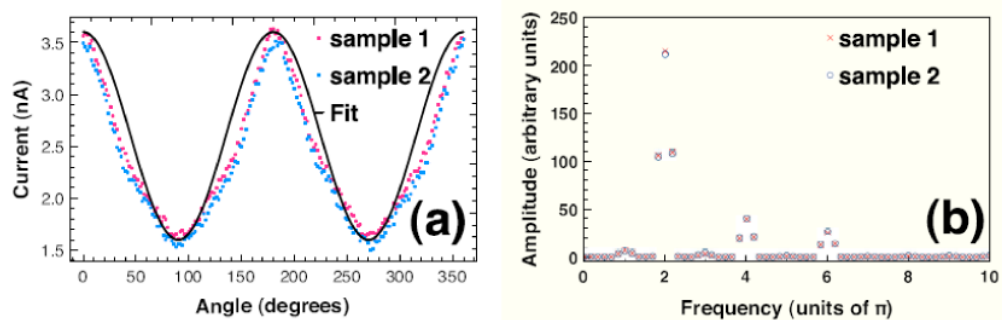 Current (nA)
3.5
3.0
2.5
2.0
1.5
sample 1
sample 2
Fit
(a)
0 50 100 150 200 250 300 350
Angle (degrees)
Amplitude (arbitrary units)
250
200
150
100
50
0
sample 1
sample 2
(b)
0 2 4 6 8 10
Frequency (units of π)